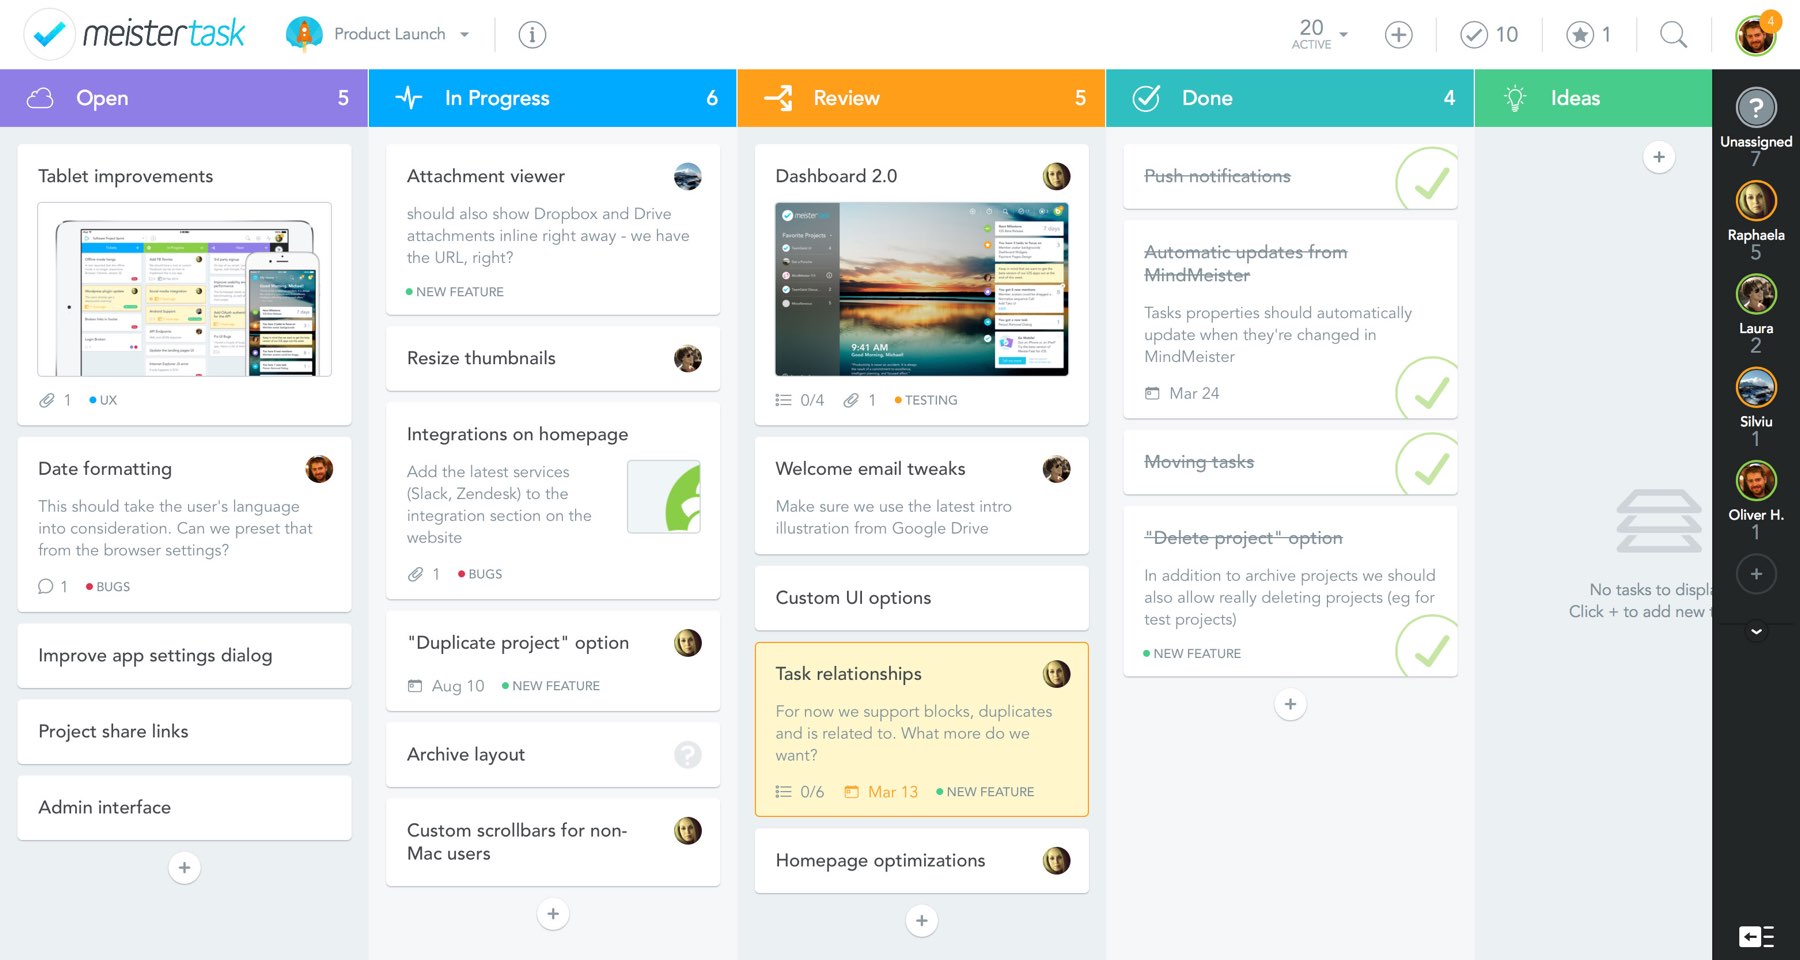 meistertask
Product Launch
20
ACTIVE
10
1
4
Open 5
Tablet improvements
1 UX
Date formatting
This should take the user's language
into consideration. Can we preset that
from the browser settings?
1 BUGS
Improve app settings dialog
Project share links
Admin interface
In Progress 6
Attachment viewer
should also show Dropbox and Drive
attachments inline right away - we have
the URL, right?
NEW FEATURE
Resize thumbnails
Integrations on homepage
Add the latest services
(Slack, Zendesk) to the
integration section on the
website
1 BUGS
"Duplicate project" option
Aug 10 NEW FEATURE
Archive layout
?
Custom scrollbars for non-
Mac users
Review 5
Dashboard 2.0
meistertask
Favorite Projects
7 days
9:41 AM
Good Morning, Michael!
0/4 1 TESTING
Welcome email tweaks
Make sure we use the latest intro
illustration from Google Drive
Custom UI options
Task relationships
For now we support blocks, duplicates
and is related to. What more do we
want?
0/6 Mar 13 NEW FEATURE
Homepage optimizations
Done 4
Push notifications
Automatic updates from
MindMeister
Tasks properties should automatically
update when they're changed in
MindMeister
Mar 24
Moving tasks
"Delete project" option
In addition to archive projects we should
also allow really deleting projects (eg for
test projects)
NEW FEATURE
Ideas
No tasks to displa
Click + to add new t
?
Unassigned
7
Raphaela
5
Laura
2
Silviu
1
Oliver H.
1